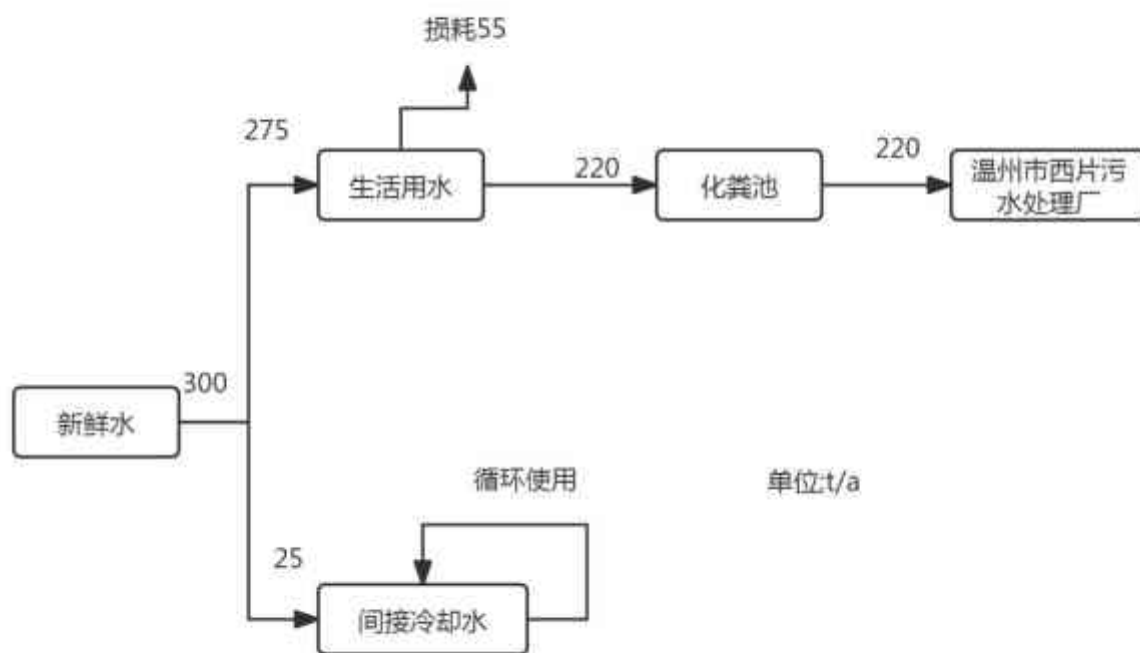 损耗55
275
生活用水
220
化粪池
220
温州市西片污
水处理厂
300
新鲜水
循环使用
单位:t/a
25
间接冷却水